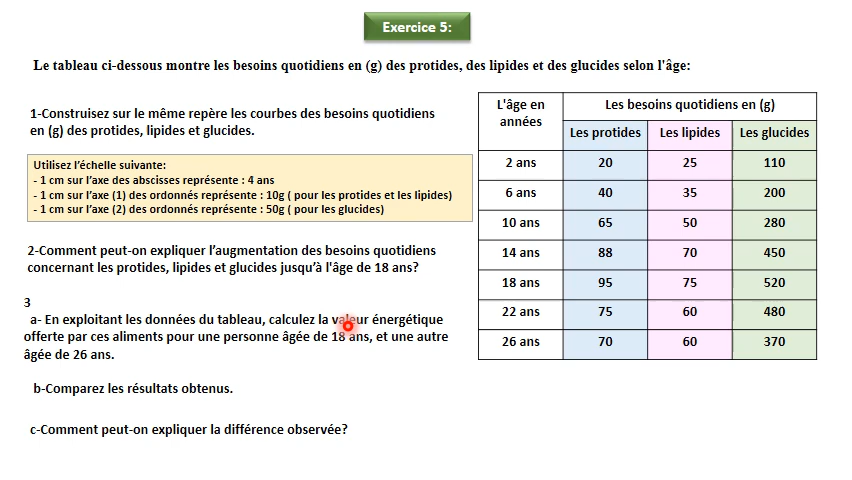 Exercice 5:
Le tableau ci-dessous montre les besoins quotidiens en (g) des protides, des lipides et des glucides selon l'âge:
1-Construisez sur le même repère les courbes des besoins quotidiens
en (g) des protides, lipides et glucides.
Utilisez l'échelle suivante:
- 1 cm sur l'axe des abscisses représente : 4 ans
- 1 cm sur l'axe (1) des ordonnés représente : 10g ( pour les protides et les lipides)
- 1 cm sur l'axe (2) des ordonnés représente : 50g ( pour les glucides)
2-Comment peut-on expliquer l'augmentation des besoins quotidiens
concernant les protides, lipides et glucides jusqu'à l'âge de 18 ans?
3
a- En exploitant les données du tableau, calculez la valeur énergétique
offerte par ces aliments pour une personne âgée de 18 ans, et une autre
âgée de 26 ans.
b-Comparez les résultats obtenus.
c-Comment peut-on expliquer la différence observée?
L'âge en
années
Les besoins quotidiens en (g)
Les protides Les lipides Les glucides
2 ans 20 25 110
6 ans 40 35 200
10 ans 65 50 280
14 ans 88 70 450
18 ans 95 75 520
22 ans 75 60 480
26 ans 70 60 370